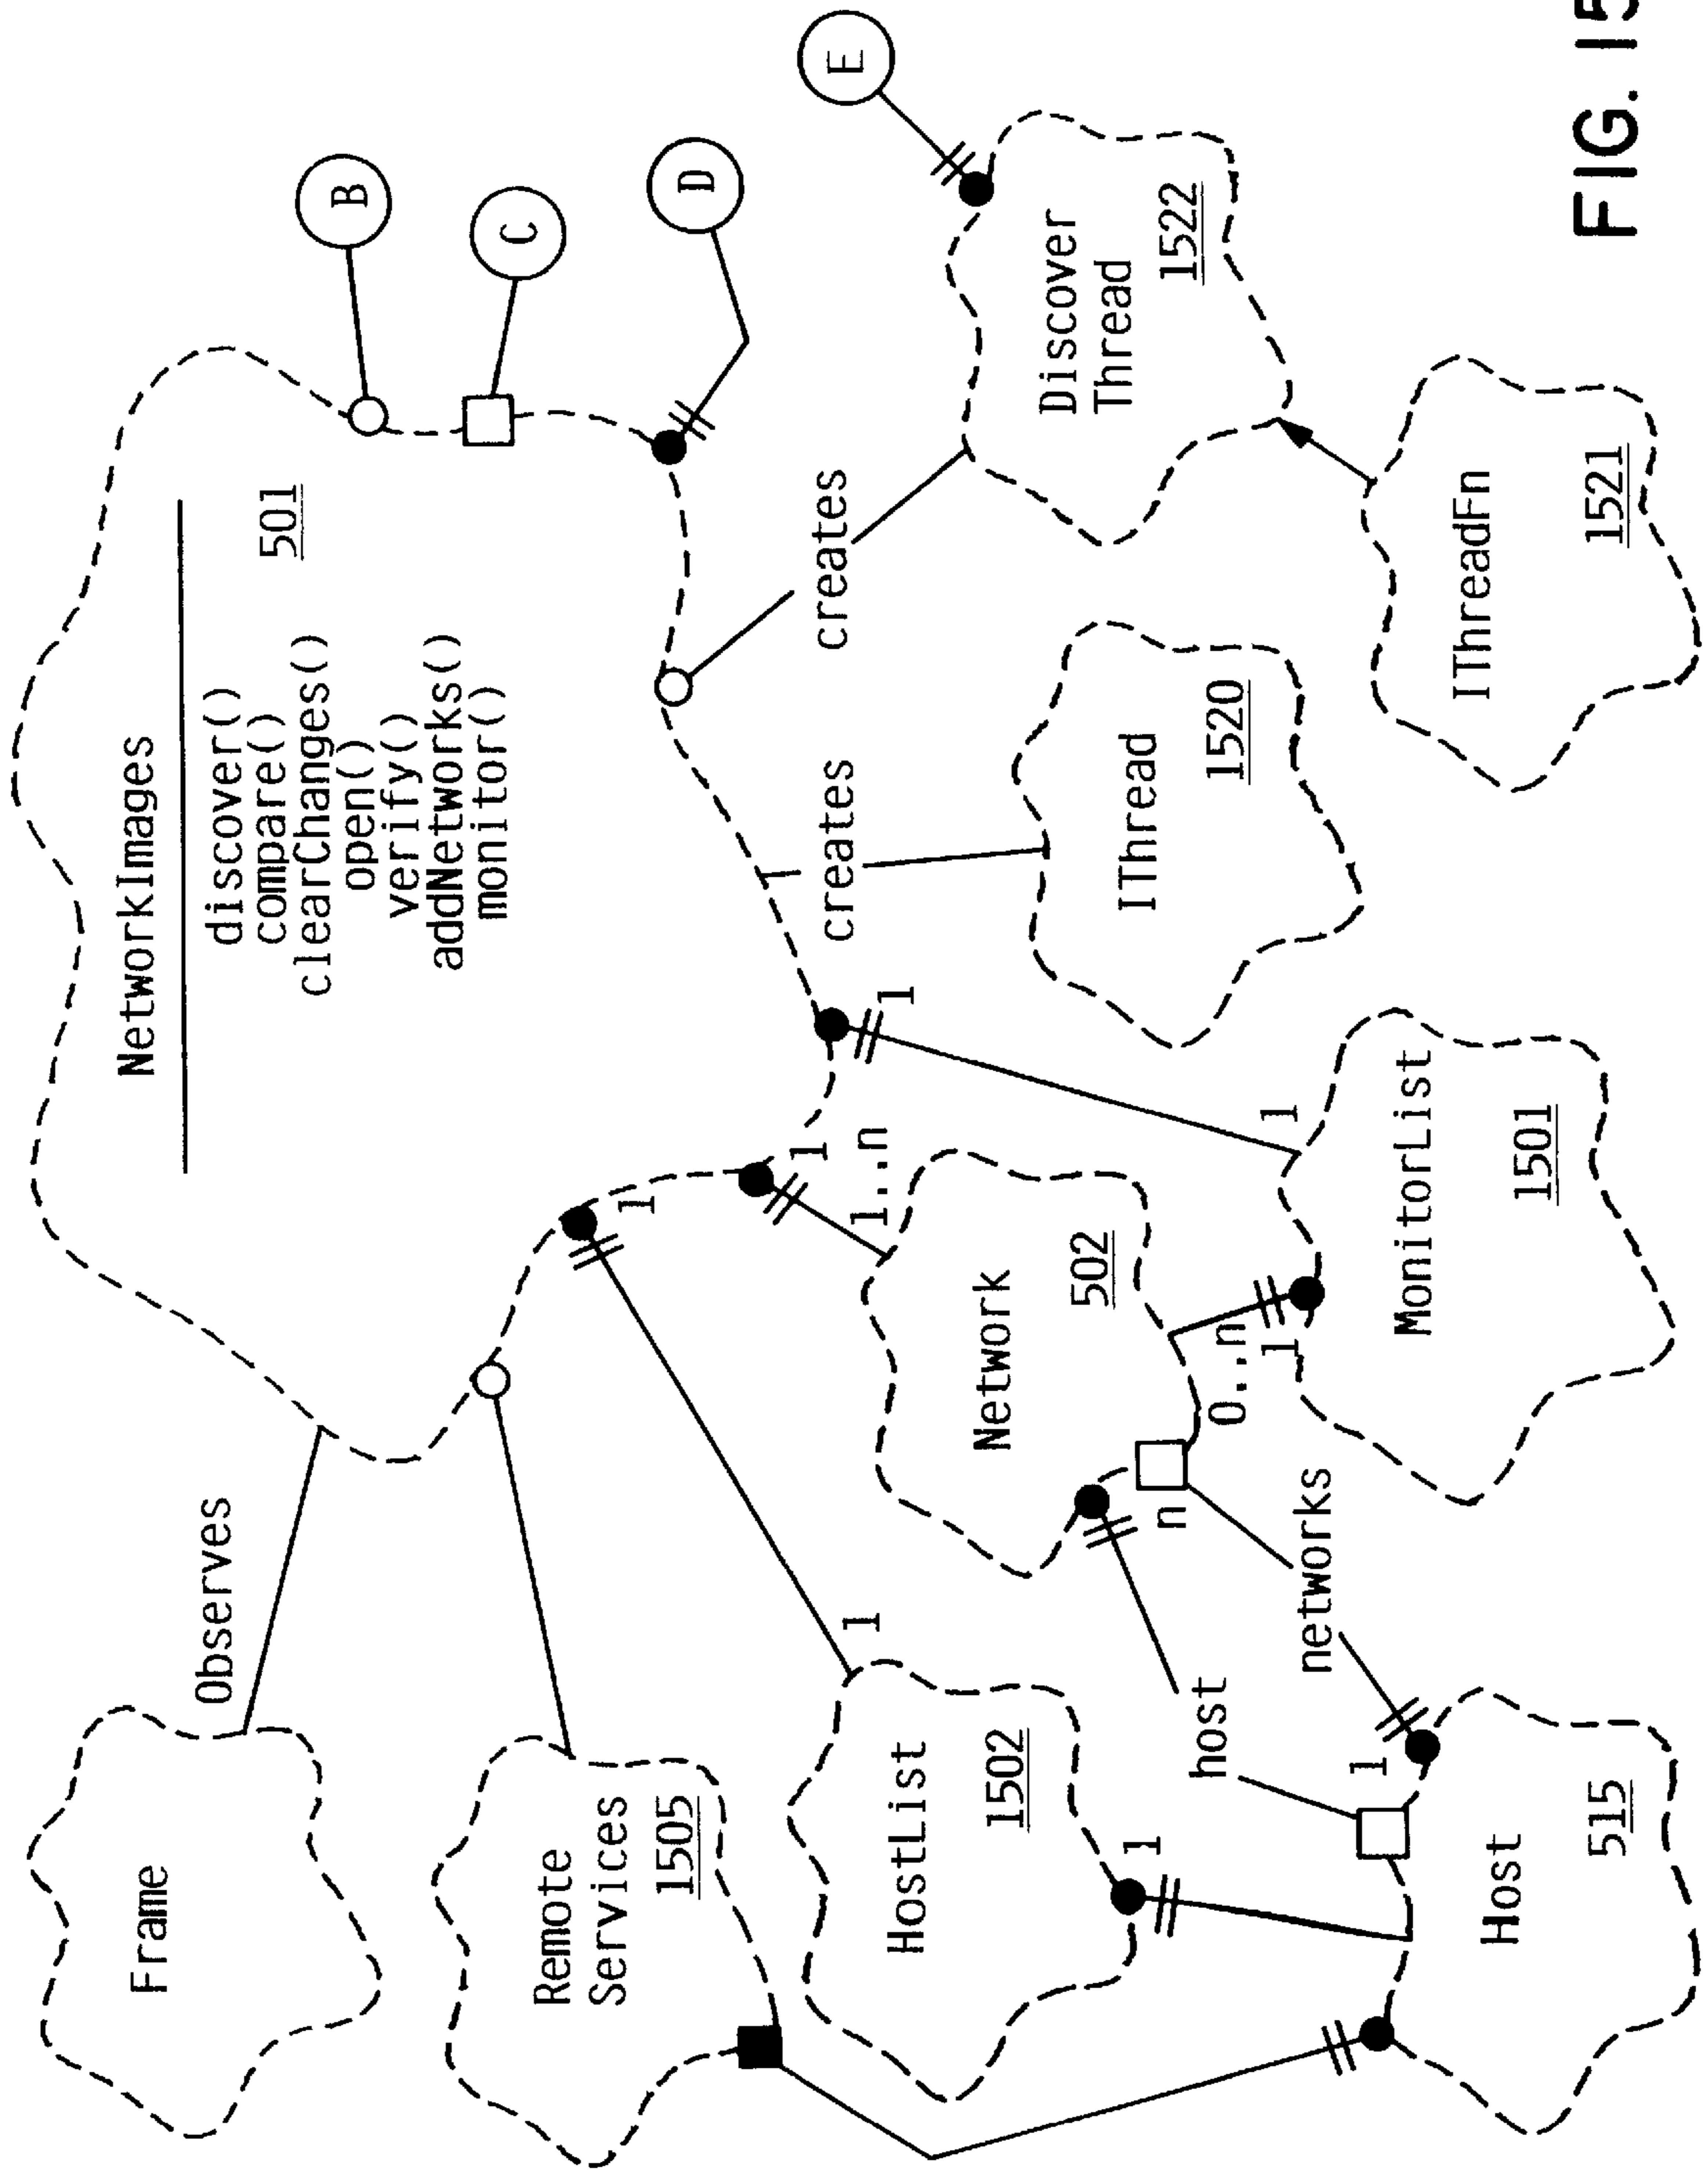 Frame
Observes
NetworkImages
discover()
compare()
clearChanges()
open()
verify()
addNetworks()
monitor()
501
B
C
D
E
Remote
Services
1505
HostList
1502
1
1
1
host
Host
515
1
networks
n
Network
502
1
1..n
0..n
1
MonitorList
1501
1
1
creates
IThread
1520
creates
Discover
Thread
1522
IThreadFn
1521
FIG. 15